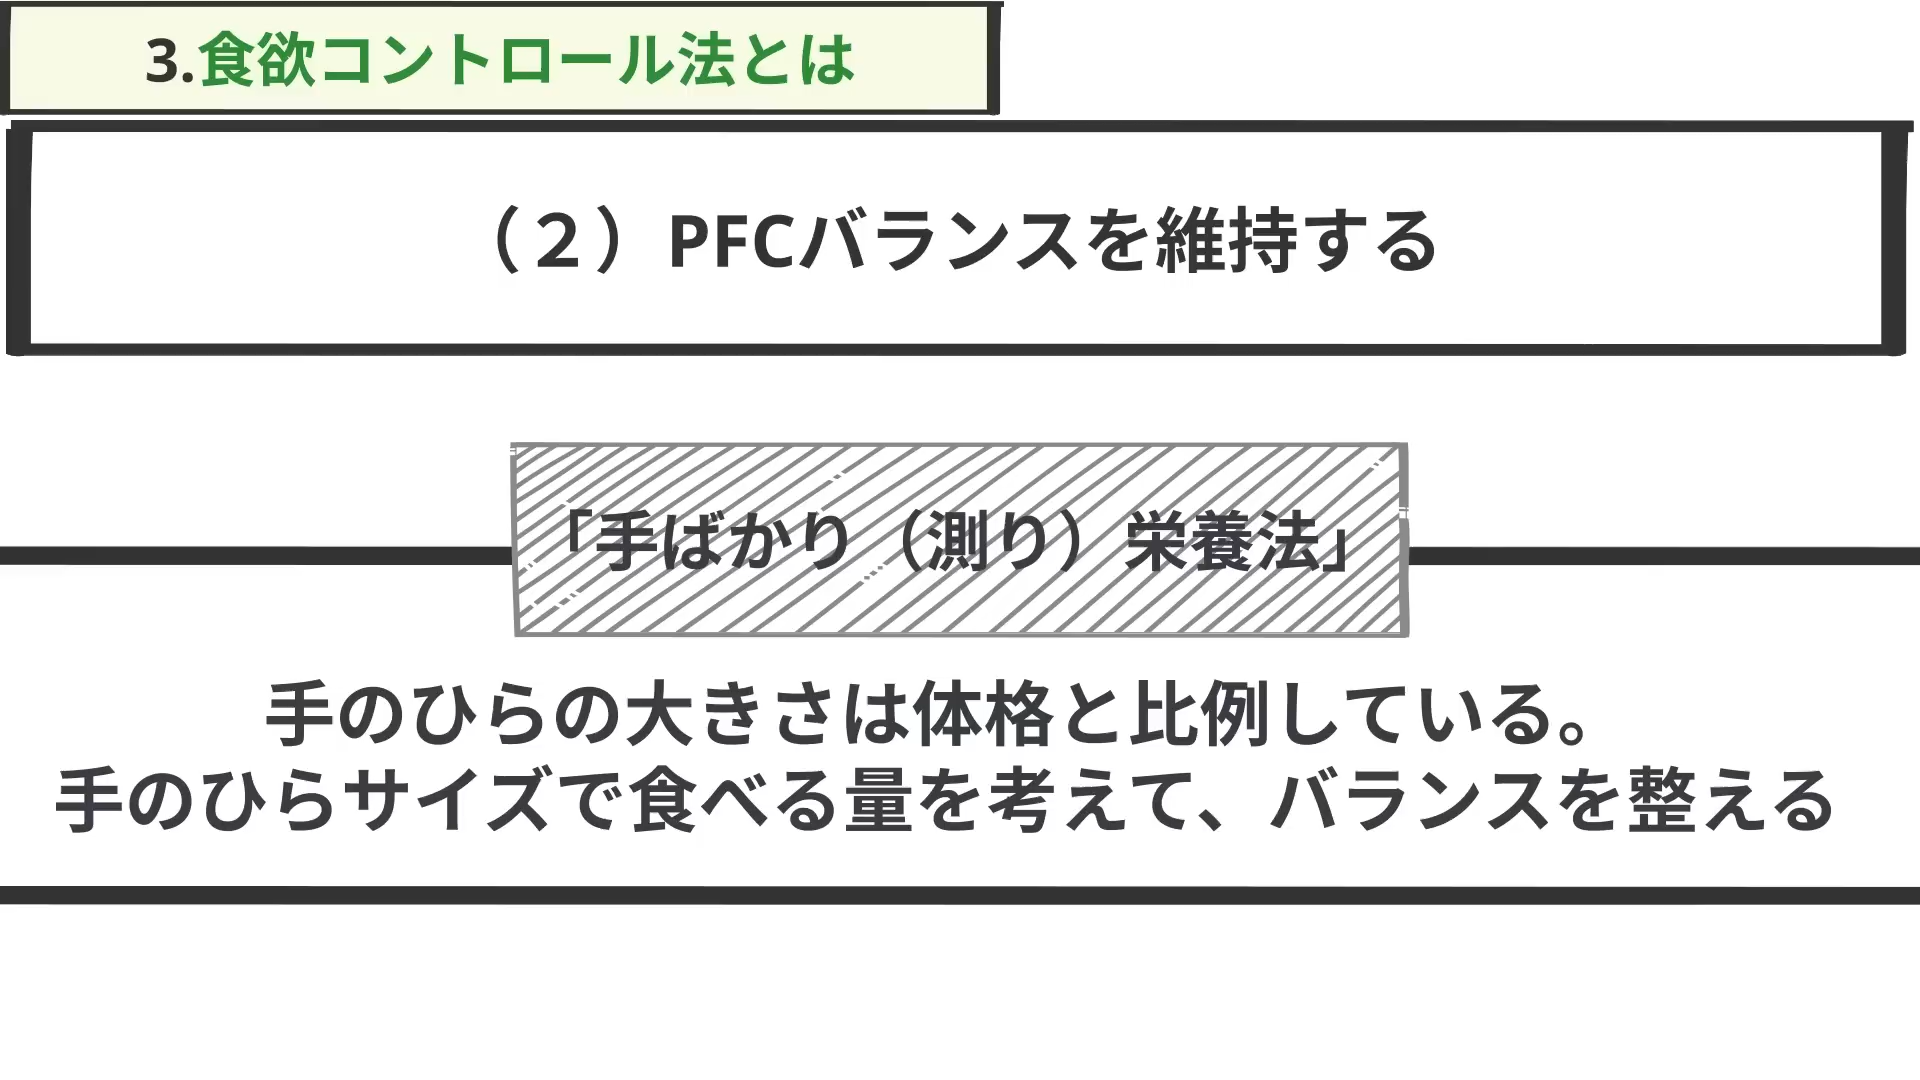 3.食欲コントロール法とは
（２）PFCバランスを維持する
「手ばかり（測り）栄養法」
手のひらの大きさは体格と比例している。
手のひらサイズで食べる量を考えて、バランスを整える